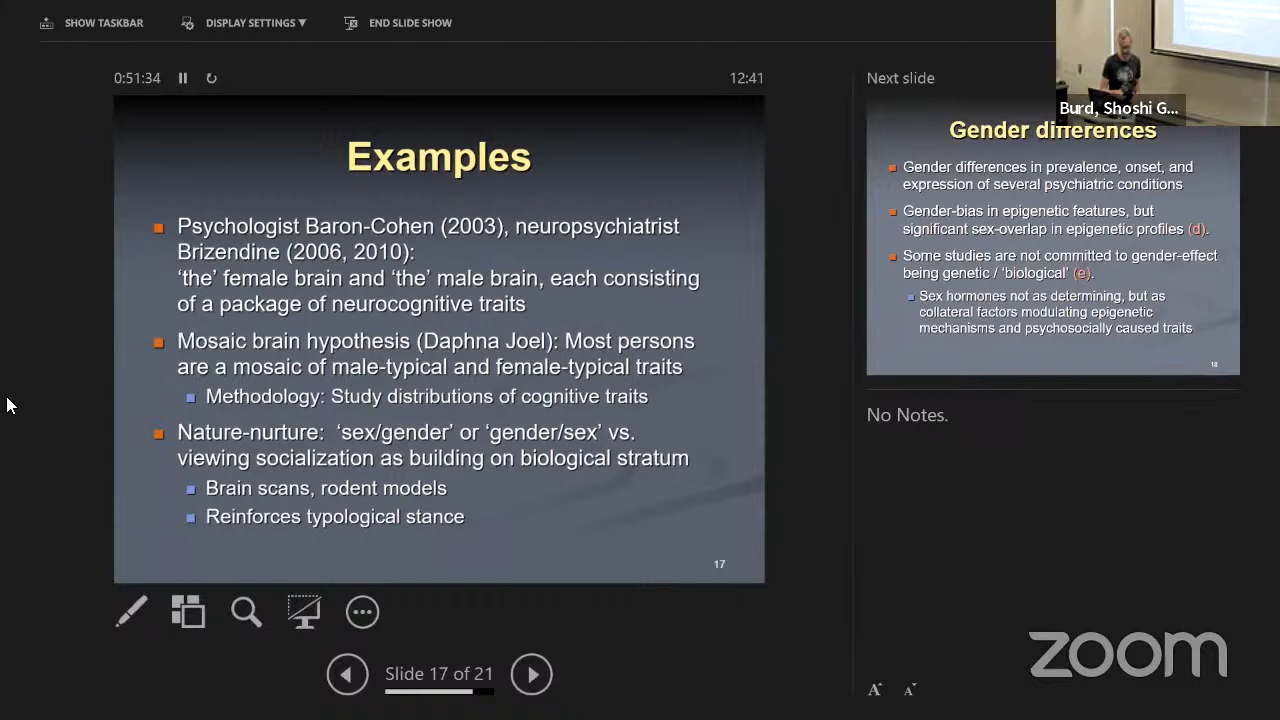 SHOW TASKBAR
DISPLAY SETTINGS ▼
END SLIDE SHOW
0:51:34
12:41
Examples
Psychologist Baron-Cohen (2003), neuropsychiatrist
Brizendine (2006, 2010):
‘the’ female brain and ‘the’ male brain, each consisting
of a package of neurocognitive traits
Mosaic brain hypothesis (Daphna Joel): Most persons
are a mosaic of male-typical and female-typical traits
Methodology: Study distributions of cognitive traits
Nature-nurture: ‘sex/gender’ or ‘gender/sex’ vs.
viewing socialization as building on biological stratum
Brain scans, rodent models
Reinforces typological stance
17
Slide 17 of 21
Next slide
Burd, Shoshi G...
Gender differences
Gender differences in prevalence, onset, and
expression of several psychiatric conditions
Gender-bias in epigenetic features, but
significant sex-overlap in epigenetic profiles (d).
Some studies are not committed to gender-effect
being genetic / ‘biological’ (e).
Sex hormones not as determining, but as
collateral factors modulating epigenetic
mechanisms and psychosocially caused traits
18
No Notes.
A A
zoom